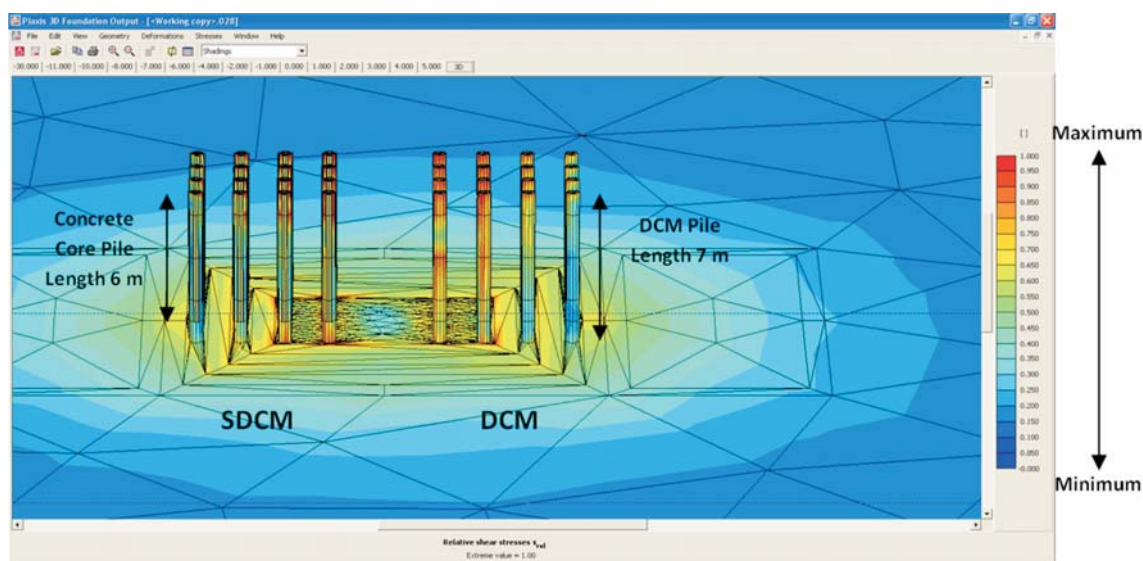 Plaxis 3D Foundation Output - [<Working copy>.028]
File Edit View Geometry Deformations Stresses Window Help
Shadings
-30.000 -11.000 -10.000 -8.000 -7.000 -6.000 -4.000 -2.000 -1.000 0.000 1.000 2.000 3.000 4.000 5.000 3D
[ ]
Maximum
1.000
0.950
0.900
0.850
0.800
0.750
0.700
0.650
0.600
0.550
0.500
0.450
0.400
0.350
0.300
0.250
0.200
0.150
0.100
0.050
-0.000
Minimum
Concrete
Core Pile
Length 6 m
DCM Pile
Length 7 m
SDCM
DCM
Relative shear stresses τrel
Extreme value = 1.00